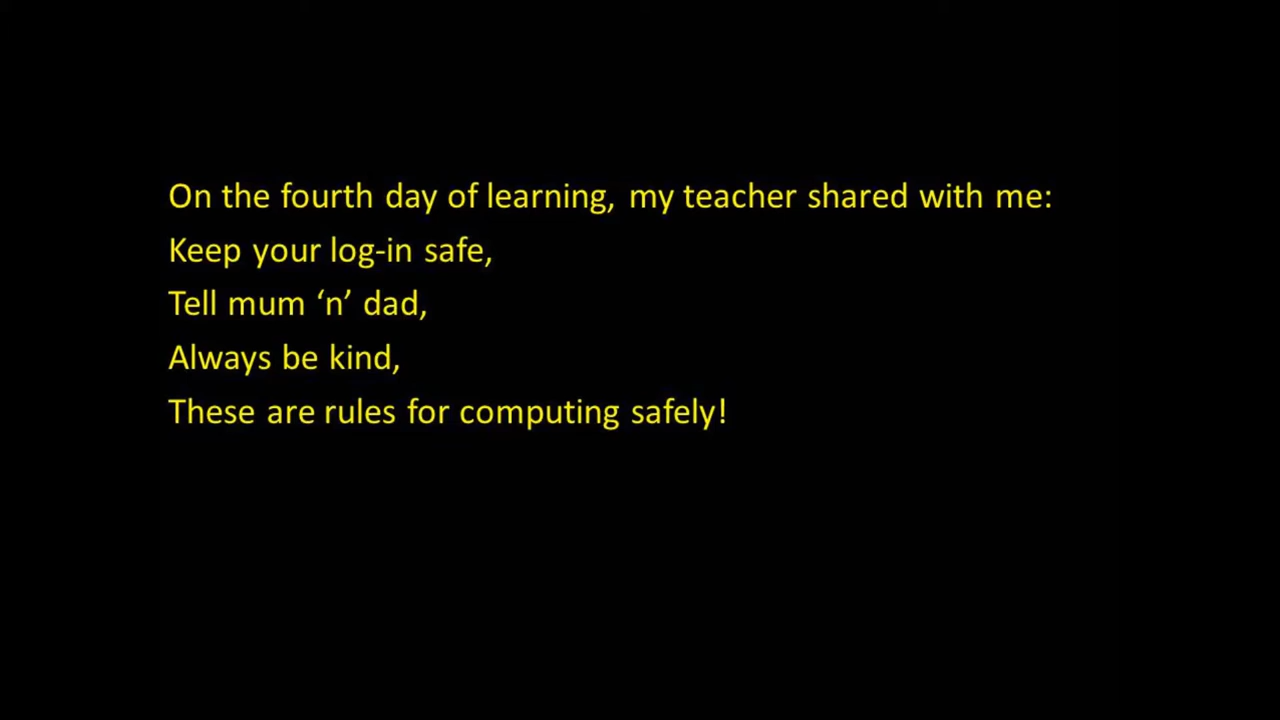 On the fourth day of learning, my teacher shared with me:
Keep your log-in safe,
Tell mum ‘n’ dad,
Always be kind,
These are rules for computing safely!